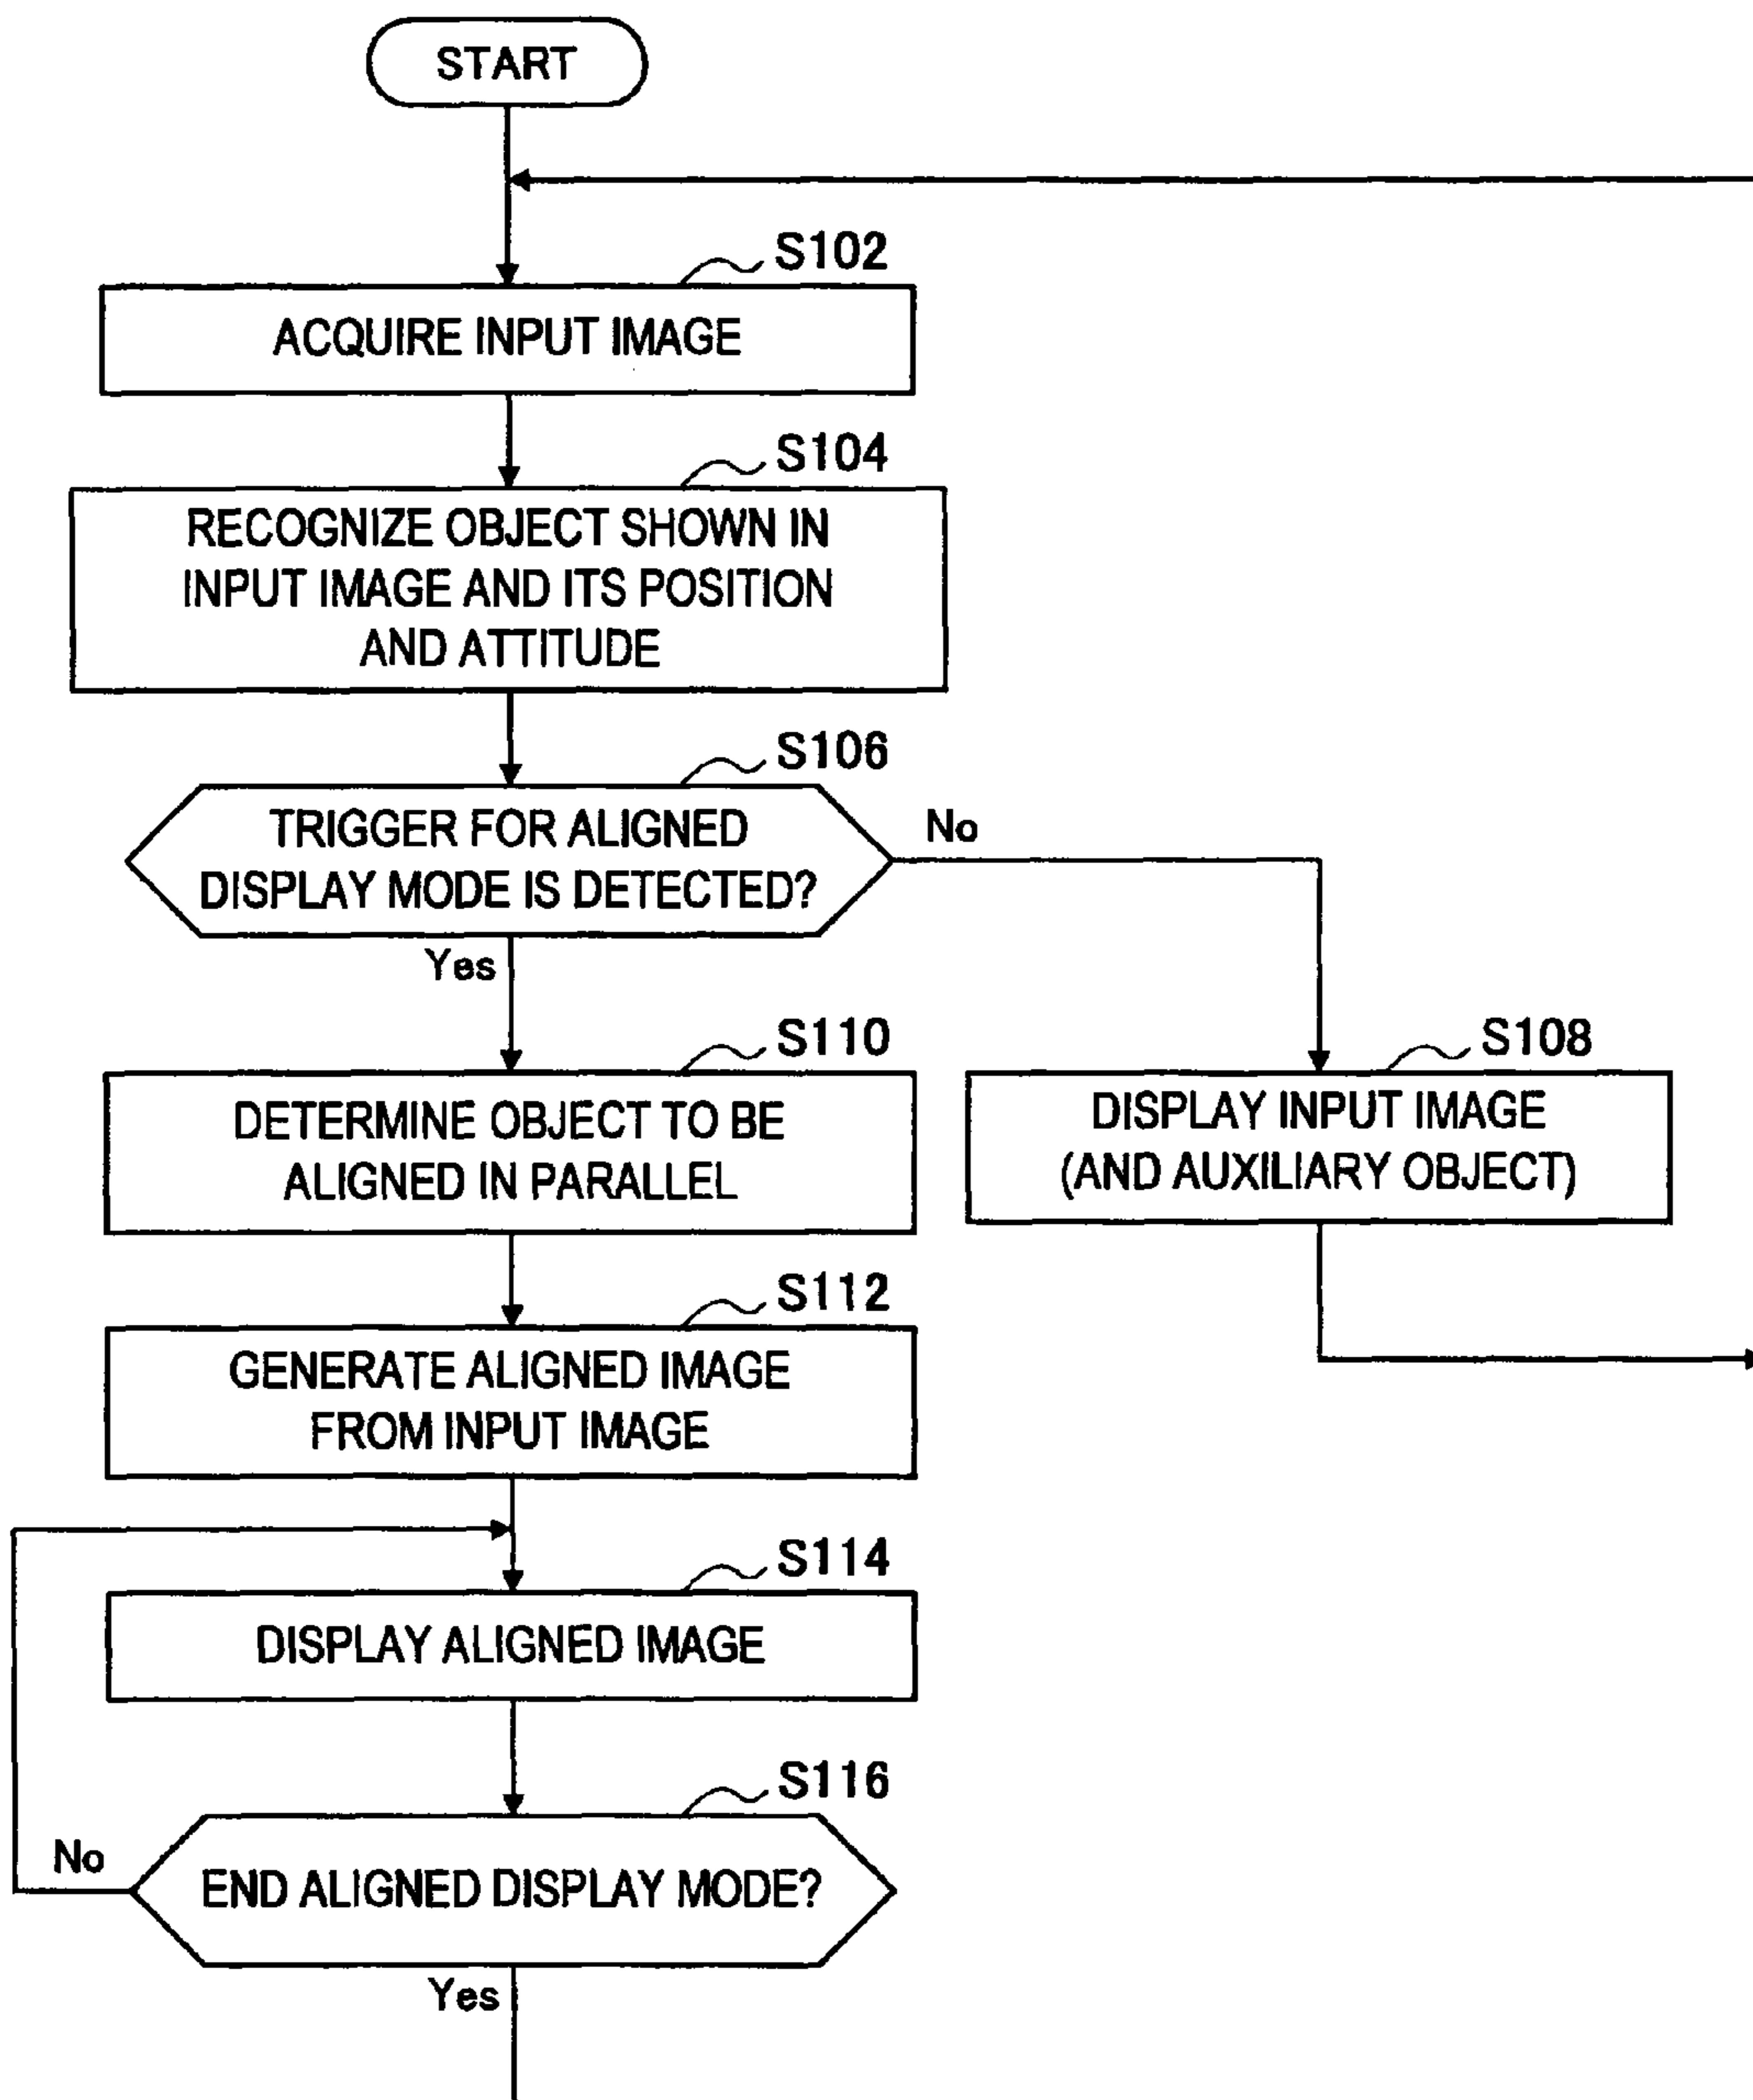 START
S102
ACQUIRE INPUT IMAGE
S104
RECOGNIZE OBJECT SHOWN IN
INPUT IMAGE AND ITS POSITION
AND ATTITUDE
S106
TRIGGER FOR ALIGNED
DISPLAY MODE IS DETECTED?
No
Yes
S110
DETERMINE OBJECT TO BE
ALIGNED IN PARALLEL
S108
DISPLAY INPUT IMAGE
(AND AUXILIARY OBJECT)
S112
GENERATE ALIGNED IMAGE
FROM INPUT IMAGE
S114
DISPLAY ALIGNED IMAGE
S116
END ALIGNED DISPLAY MODE?
No
Yes